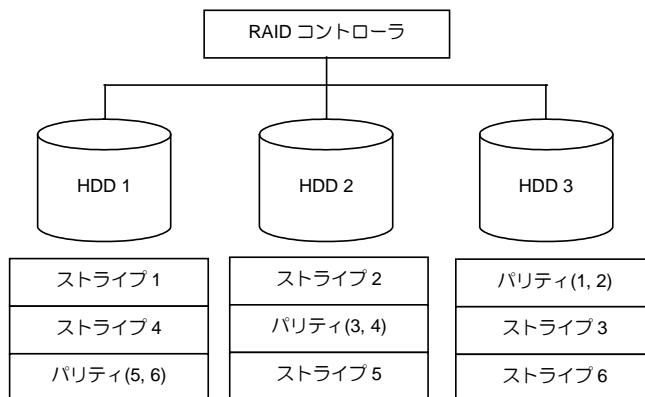 RAID コントローラ
HDD 1
HDD 2
HDD 3
ストライプ 1
ストライプ 2
パリティ(1, 2)
ストライプ 4
パリティ(3, 4)
ストライプ 3
パリティ(5, 6)
ストライプ 5
ストライプ 6